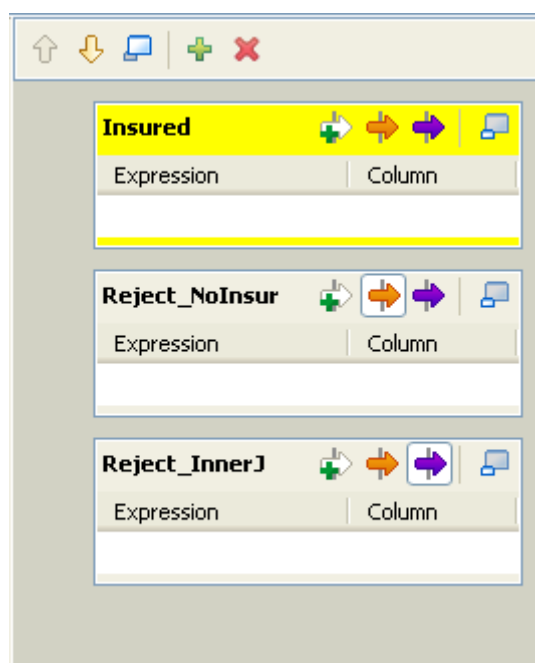 Insured
Expression Column
Reject_NoInsur
Expression Column
Reject_InnerJ
Expression Column